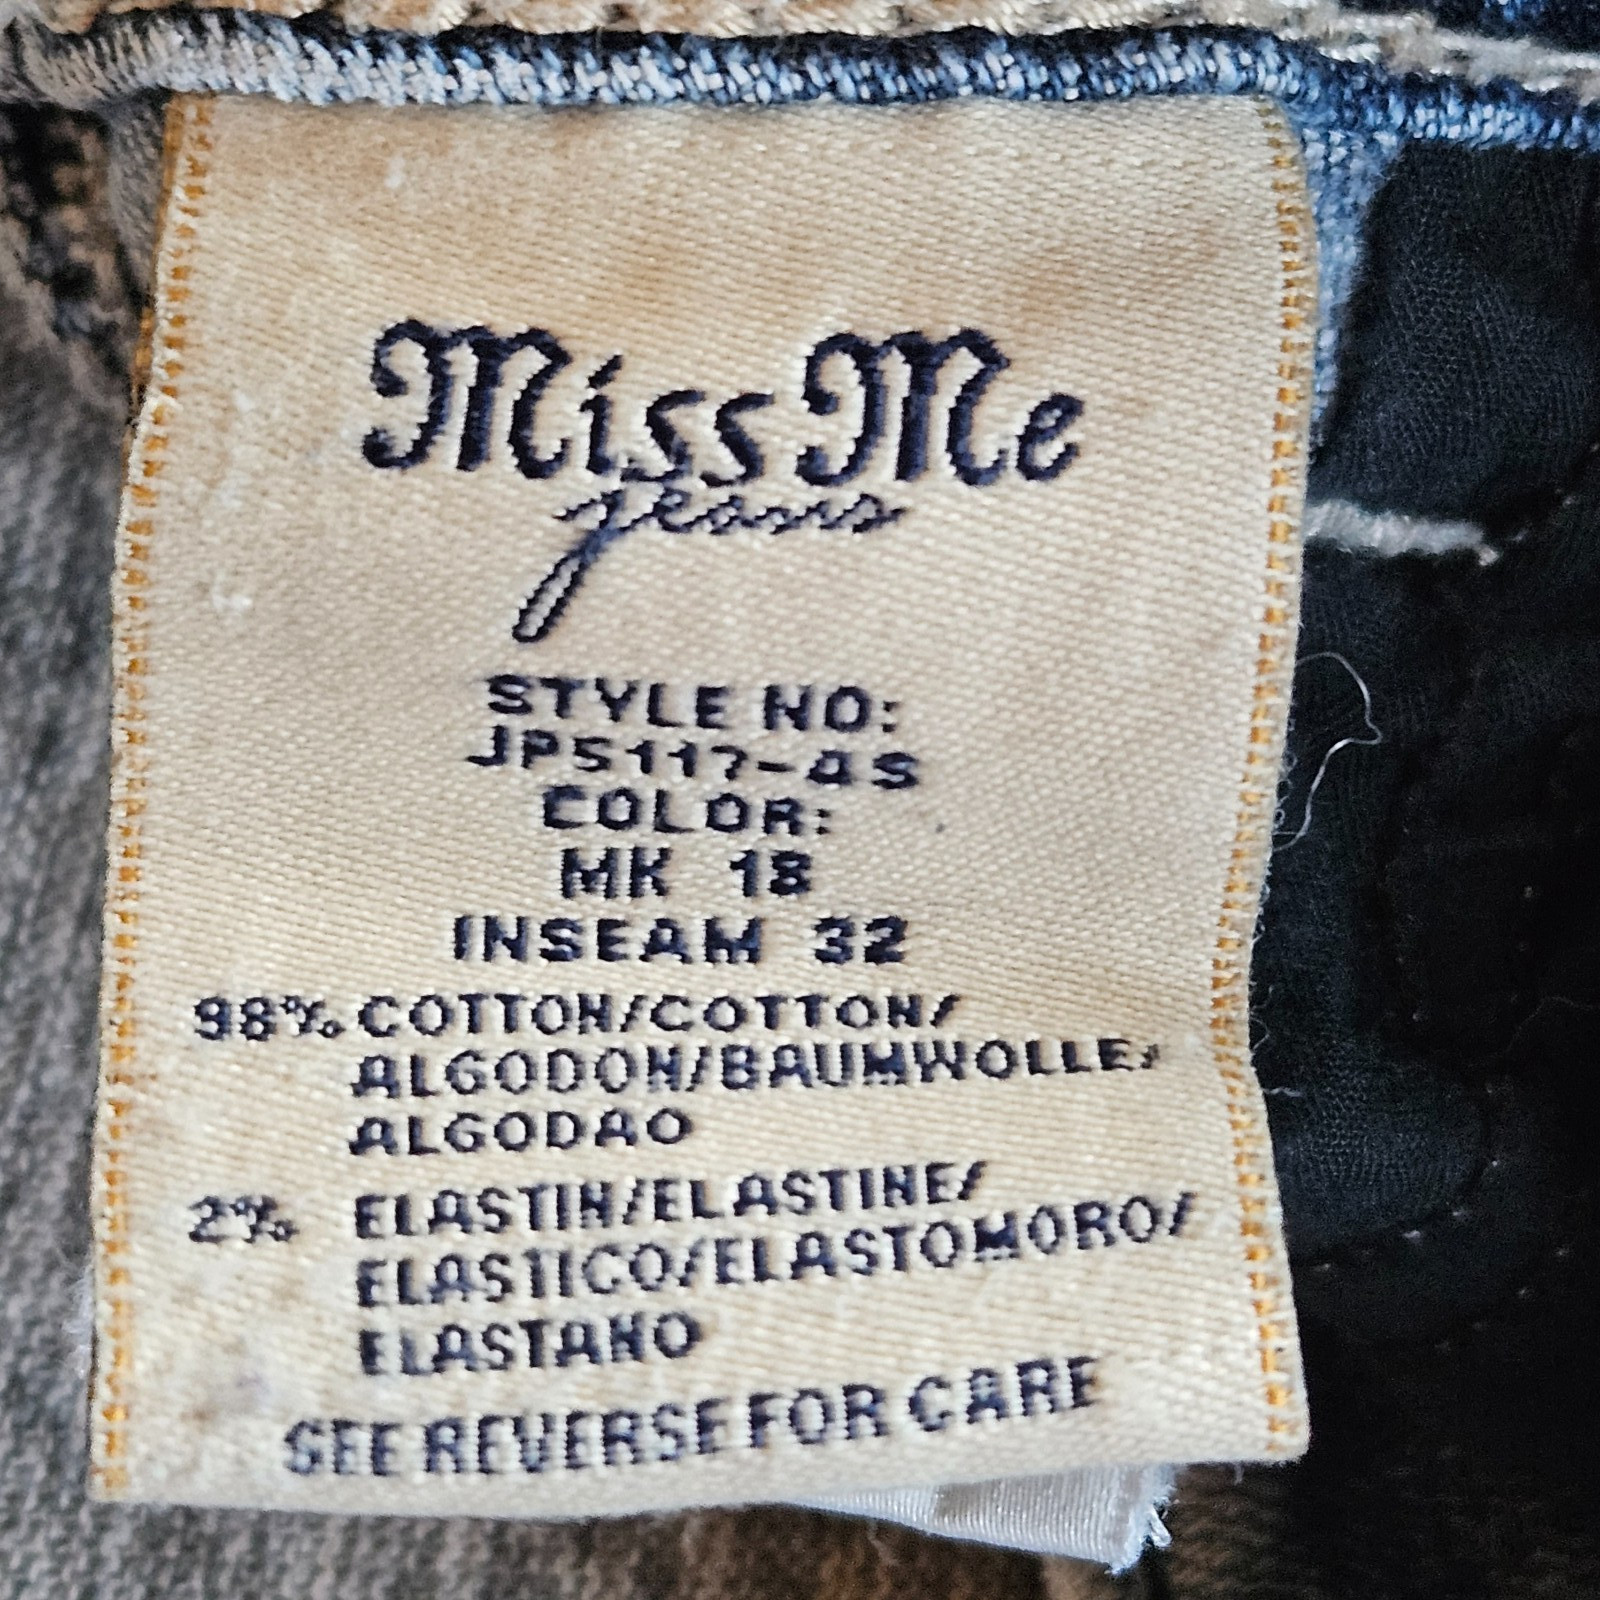 Miss Me
jeans
STYLE NO:
JP5117-4S
COLOR:
MK 18
INSEAM 32
98% COTTON/COTTON/
ALGODON/BAUMWOLLE/
ALGODAO
2% ELASTIN/ELASTINE/
ELASTICO/ELASTOMORO/
ELASTANO
SEE REVERSE FOR CARE